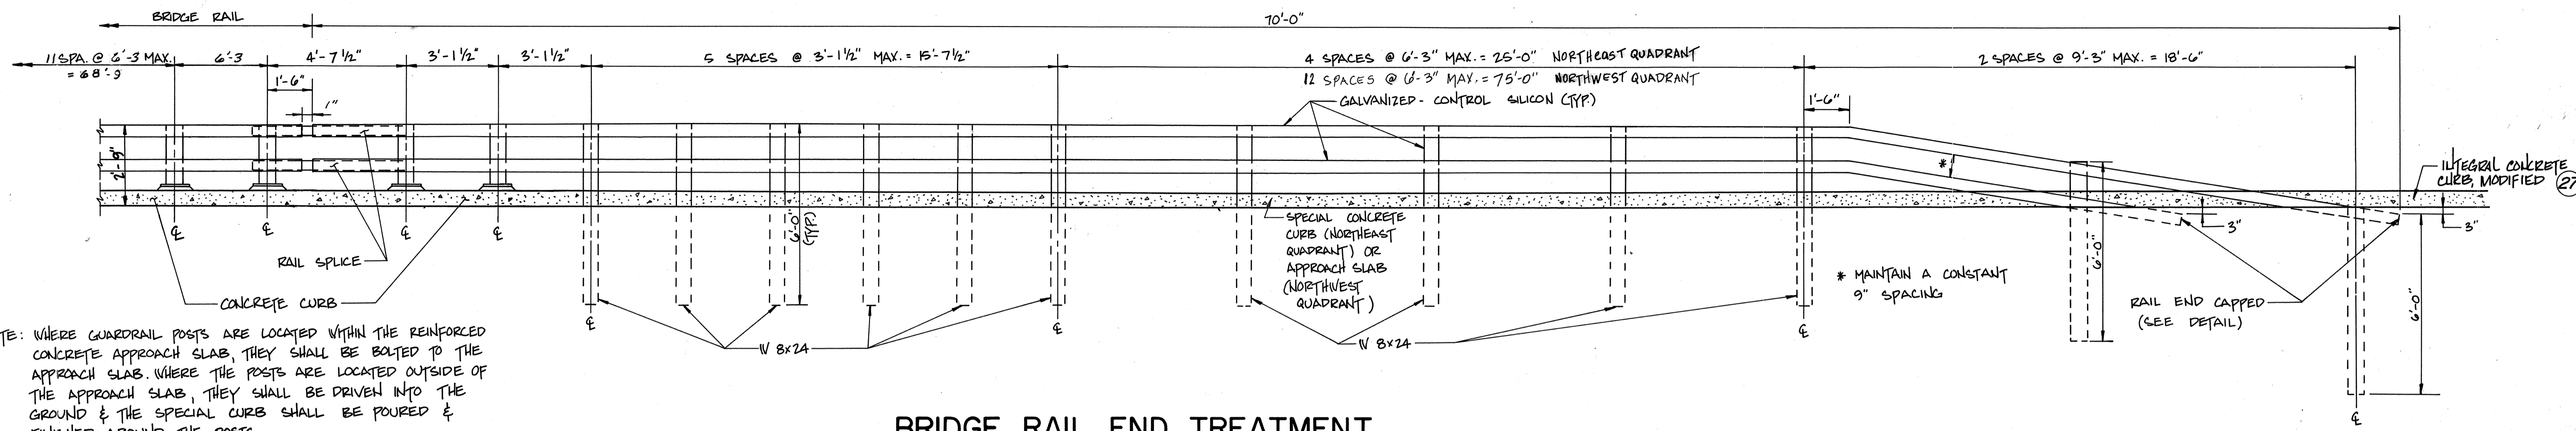 BRIDGE RAIL
70'-0"
11 SPA. @ 6'-3 MAX.
= 68'-9
6'-3
4'-7 1/2"
3'-1 1/2"
3'-1 1/2"
5 SPACES @ 3'-1 1/2" MAX. = 15'-7 1/2"
4 SPACES @ 6'-3" MAX. = 25'-0" NORTHEAST QUADRANT
12 SPACES @ 6'-3" MAX. = 75'-0" NORTHWEST QUADRANT
2 SPACES @ 9'-3" MAX. = 18'-6"
1'-6"
1"
GALVANIZED - CONTROL SILICON (TYP.)
1'-6"
2'-9"
*
INTEGRAL CONCRETE
CURB, MODIFIED 27
6'-0"
(TYP.)
SPECIAL CONCRETE
CURB (NORTHEAST
QUADRANT) OR
APPROACH SLAB
(NORTHWEST
QUADRANT)
3"
3"
6'-0"
6'-0"
RAIL SPLICE
CONCRETE CURB
* MAINTAIN A CONSTANT
9" SPACING
RAIL END CAPPED
(SEE DETAIL)
℄
℄
℄
℄
℄
℄
℄
℄
W 8x24
W 8x24
TE: WHERE GUARDRAIL POSTS ARE LOCATED WITHIN THE REINFORCED
CONCRETE APPROACH SLAB, THEY SHALL BE BOLTED TO THE
APPROACH SLAB. WHERE THE POSTS ARE LOCATED OUTSIDE OF
THE APPROACH SLAB, THEY SHALL BE DRIVEN INTO THE
GROUND & THE SPECIAL CURB SHALL BE POURED &
FINISHED AROUND THE POSTS
BRIDGE RAIL END TREATMENT